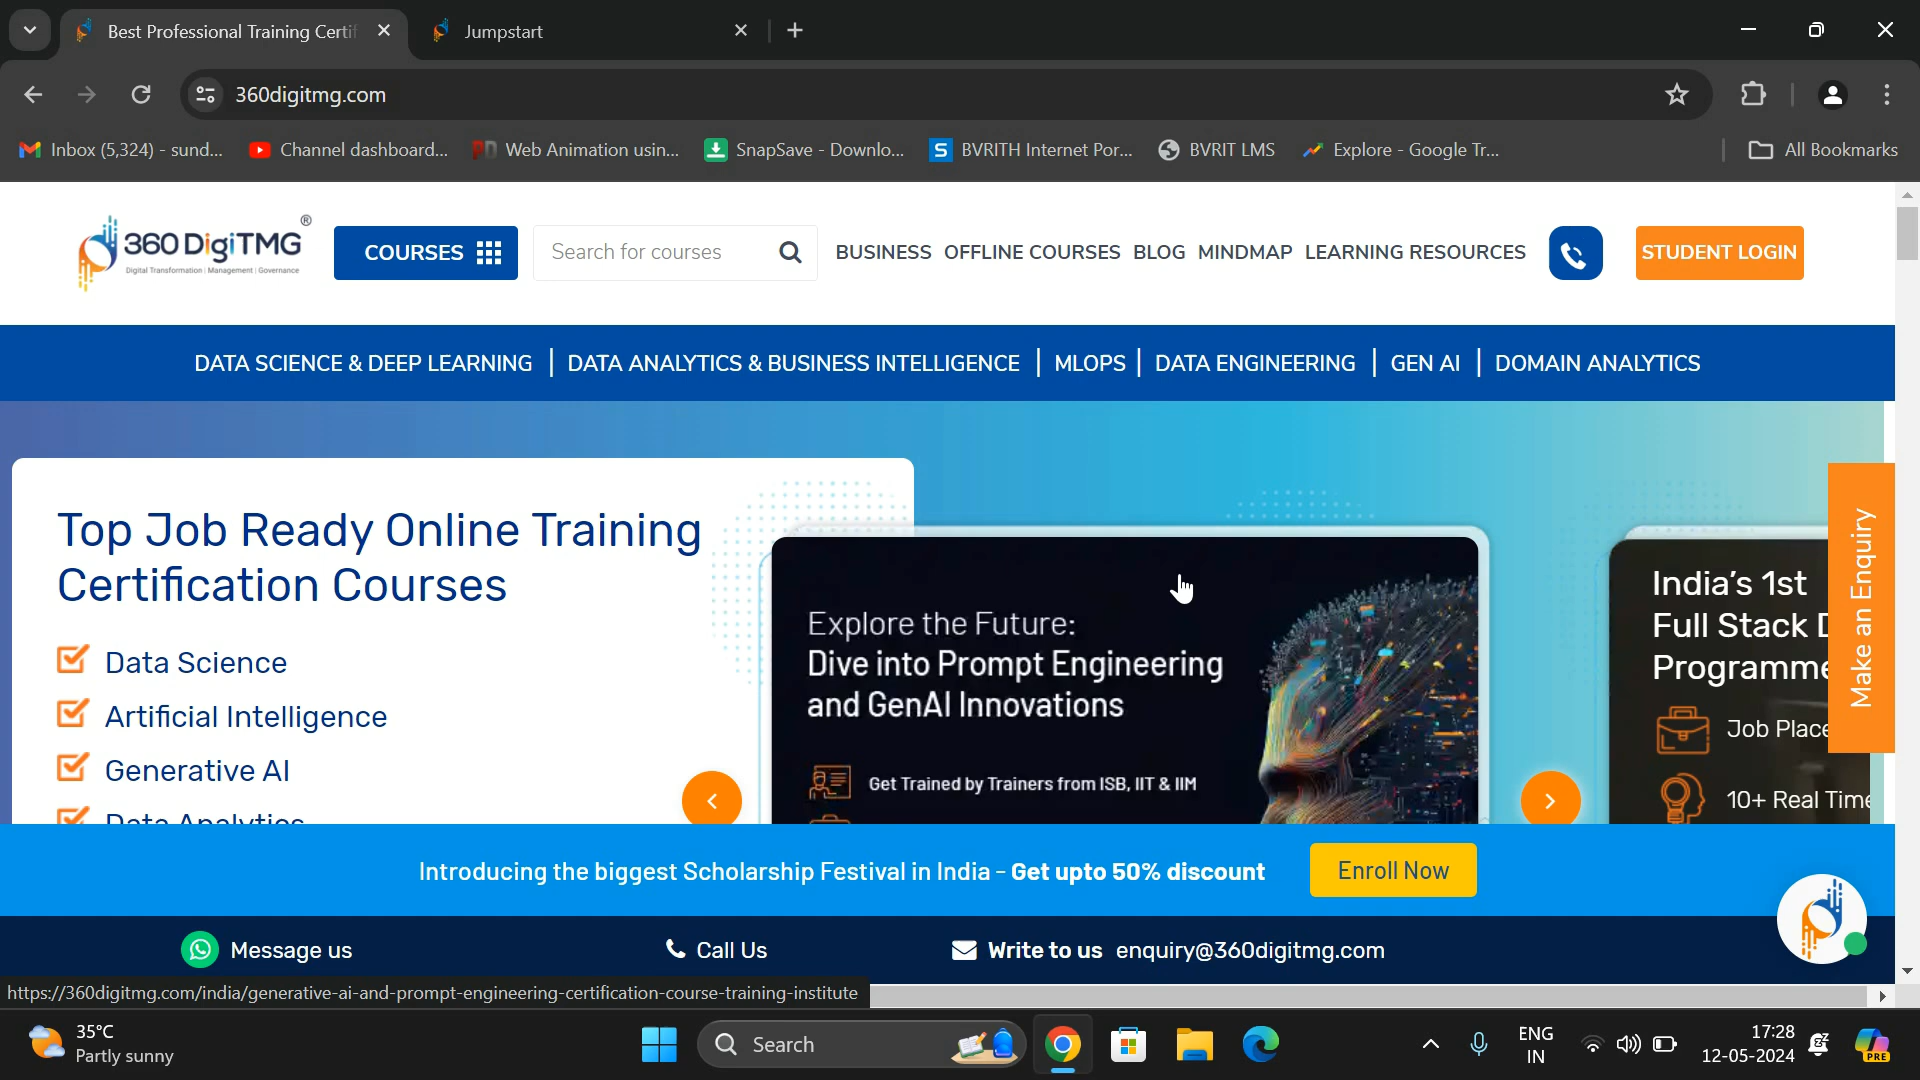 Best Professional Training Certif
Jumpstart
360digitmg.com
Inbox (5,324) - sund...
Channel dashboard...
Web Animation usin...
SnapSave - Downlo...
BVRITH Internet Por...
BVRIT LMS
Explore - Google Tr...
All Bookmarks
360 DigiTMG ®
Digital Transformation | Management | Governance
COURSES
Search for courses
BUSINESS
OFFLINE COURSES
BLOG
MINDMAP
LEARNING RESOURCES
STUDENT LOGIN
DATA SCIENCE & DEEP LEARNING
DATA ANALYTICS & BUSINESS INTELLIGENCE
MLOPS
DATA ENGINEERING
GEN AI
DOMAIN ANALYTICS
Top Job Ready Online Training
Certification Courses
Data Science
Artificial Intelligence
Generative AI
Data Analytics
Explore the Future:
Dive into Prompt Engineering
and GenAI Innovations
Get Trained by Trainers from ISB, IIT & IIM
India's 1st
Full Stack D
Programme
Job Place
10+ Real Time
Make an Enquiry
Introducing the biggest Scholarship Festival in India - Get upto 50% discount
Enroll Now
Message us
Call Us
Write to us enquiry@360digitmg.com
https://360digitmg.com/india/generative-ai-and-prompt-engineering-certification-course-training-institute
35°C
Partly sunny
Search
ENG
IN
17:28
12-05-2024
PRE